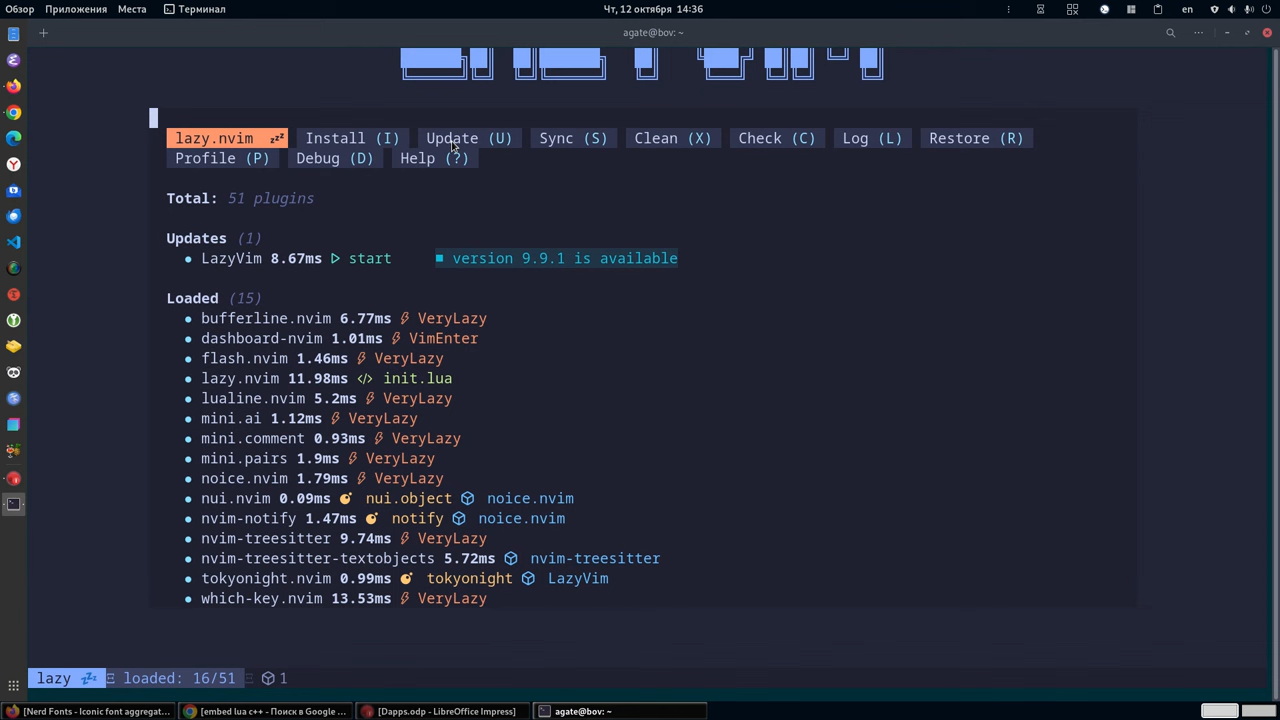 Обзор Приложения Места Терминал Чт, 12 октября 14:36 en
agate@bov: ~
lazy.nvim Install (I) Update (U) Sync (S) Clean (X) Check (C) Log (L) Restore (R)
Profile (P) Debug (D) Help (?)
Total: 51 plugins
Updates (1)
LazyVim 8.67ms start version 9.9.1 is available
Loaded (15)
bufferline.nvim 6.77ms VeryLazy
dashboard-nvim 1.01ms VimEnter
flash.nvim 1.46ms VeryLazy
lazy.nvim 11.98ms </> init.lua
lualine.nvim 5.2ms VeryLazy
mini.ai 1.12ms VeryLazy
mini.comment 0.93ms VeryLazy
mini.pairs 1.9ms VeryLazy
noice.nvim 1.79ms VeryLazy
nui.nvim 0.09ms nui.object noice.nvim
nvim-notify 1.47ms notify noice.nvim
nvim-treesitter 9.74ms VeryLazy
nvim-treesitter-textobjects 5.72ms nvim-treesitter
tokyonight.nvim 0.99ms tokyonight LazyVim
which-key.nvim 13.53ms VeryLazy
lazy loaded: 16/51 1
[Nerd Fonts - Iconic font aggregat... [embed lua c++ - Поиск в Google ... [Dapps.odp - LibreOffice Impress] agate@bov: ~